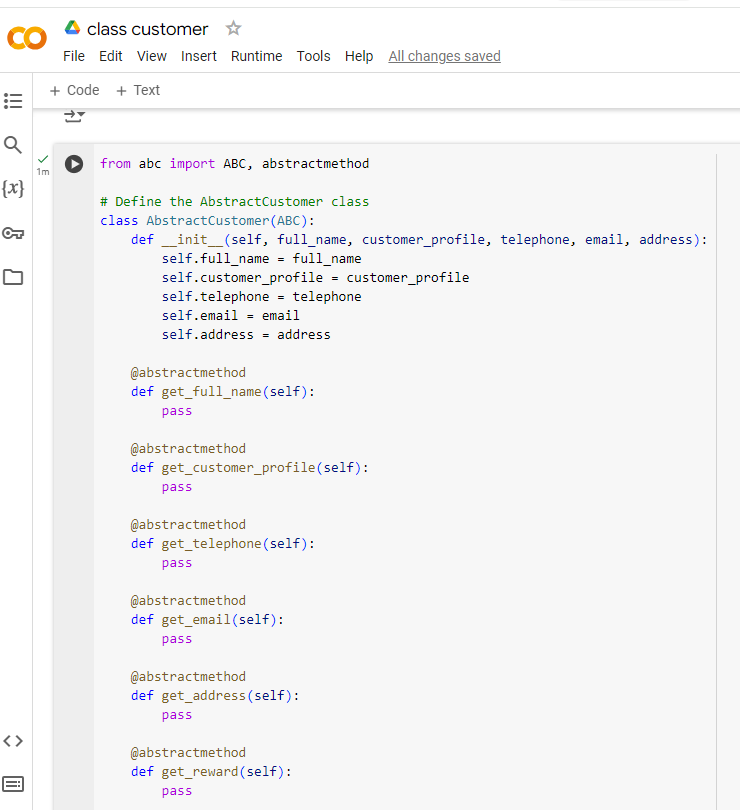 class customer
File Edit View Insert Runtime Tools Help All changes saved
+ Code + Text
1m
from abc import ABC, abstractmethod
# Define the AbstractCustomer class
class AbstractCustomer(ABC):
    def __init__(self, full_name, customer_profile, telephone, email, address):
        self.full_name = full_name
        self.customer_profile = customer_profile
        self.telephone = telephone
        self.email = email
        self.address = address
    @abstractmethod
    def get_full_name(self):
        pass
    @abstractmethod
    def get_customer_profile(self):
        pass
    @abstractmethod
    def get_telephone(self):
        pass
    @abstractmethod
    def get_email(self):
        pass
    @abstractmethod
    def get_address(self):
        pass
    @abstractmethod
    def get_reward(self):
        pass